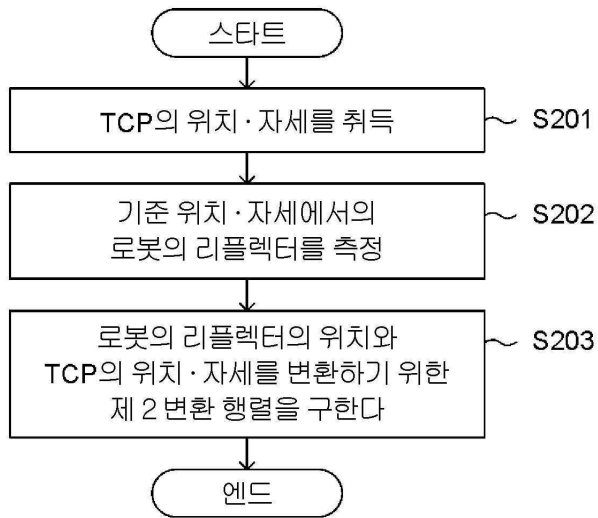 스타트
TCP의 위치·자세를 취득
S201
기준 위치·자세에서의
로봇의 리플렉터를 측정
S202
로봇의 리플렉터의 위치와
TCP의 위치·자세를 변환하기 위한
제 2 변환 행렬을 구한다
S203
엔드